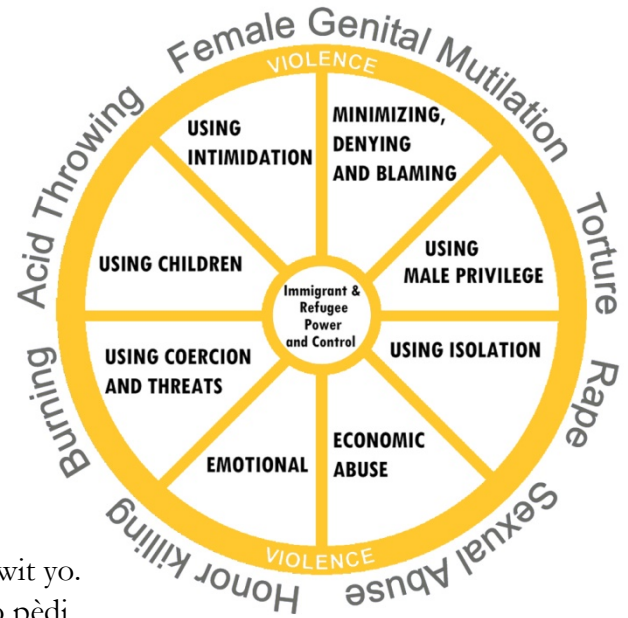 Female Genital Mutilation
Torture
Rape
Sexual Abuse
Honor Killing
Burning
Acid Throwing
VIOLENCE
USING
INTIMIDATION
MINIMIZING,
DENYING
AND BLAMING
USING
MALE PRIVILEGE
USING ISOLATION
ECONOMIC
ABUSE
EMOTIONAL
USING COERCION
AND THREATS
USING CHILDREN
Immigrant &
Refugee
Power
and Control
VIOLENCE
wit yo.
pèdi